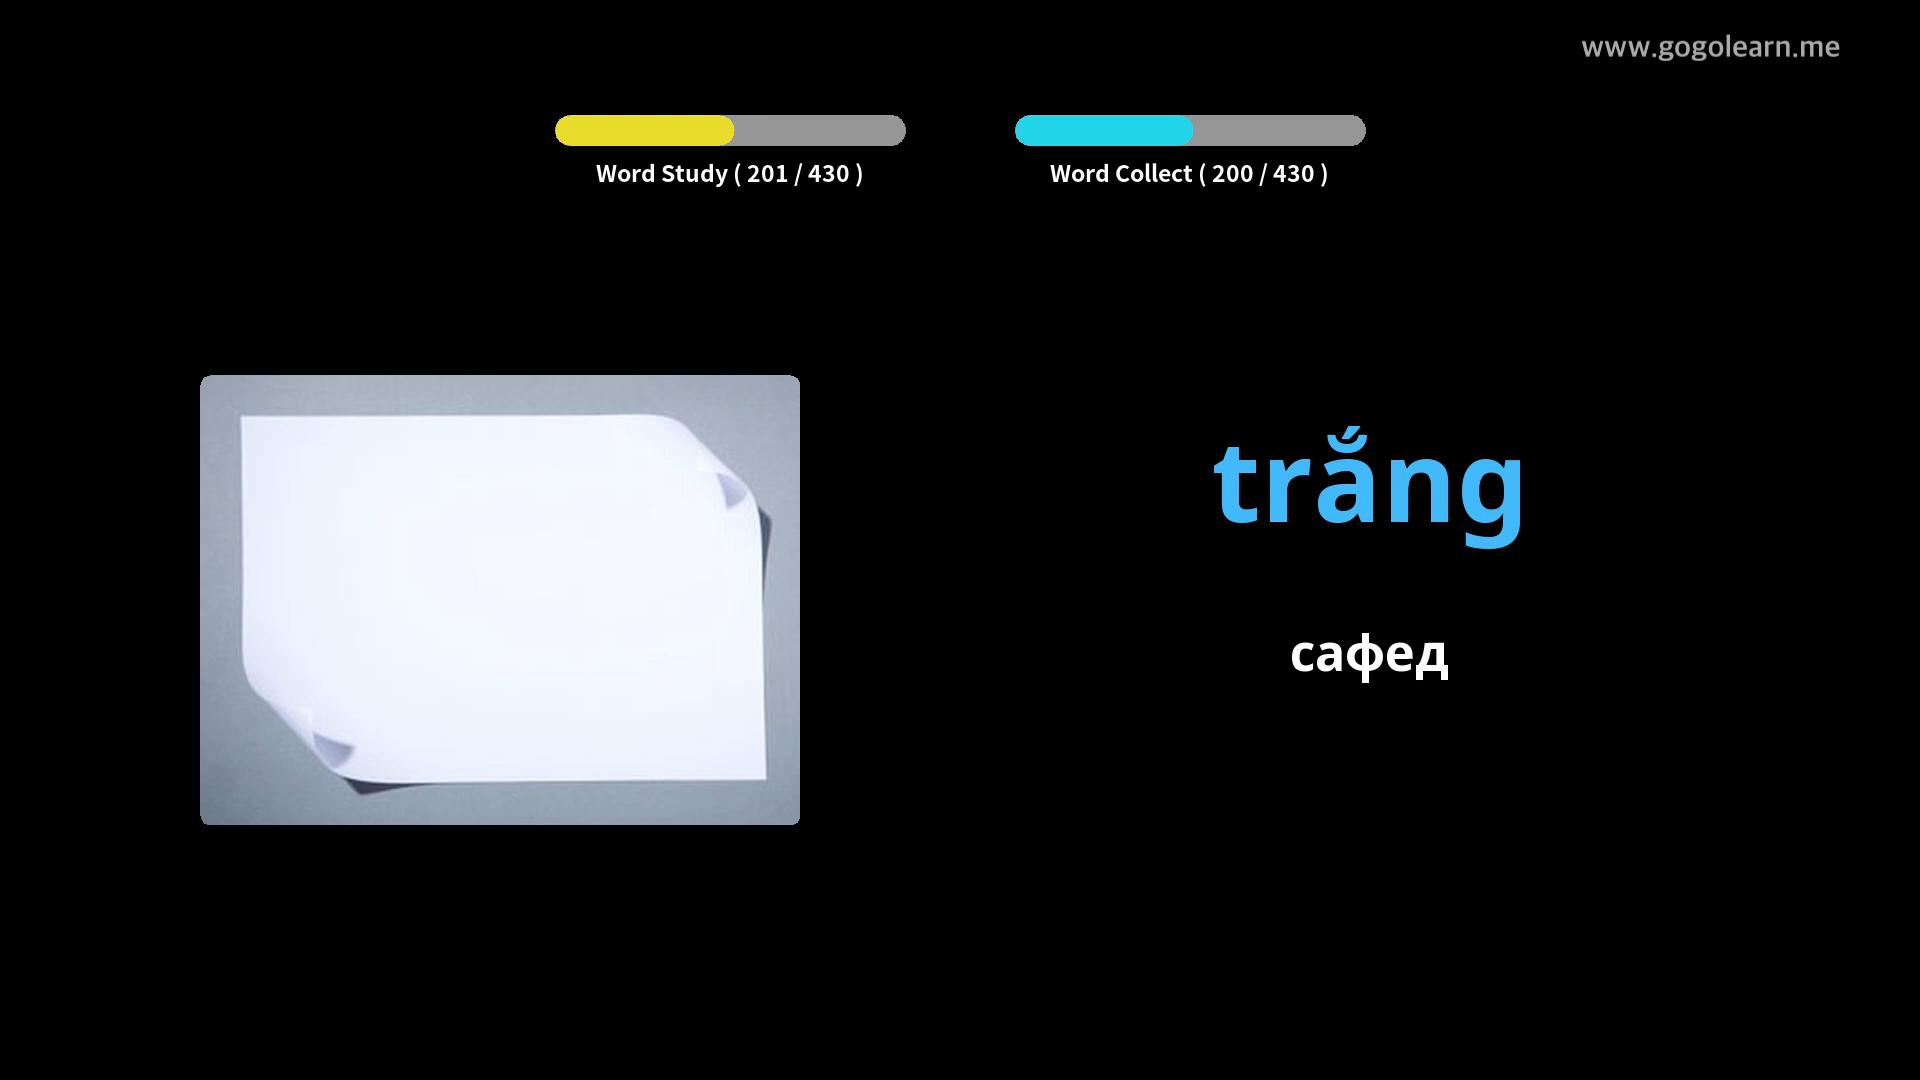 www.gogolearn.me
Word Study ( 201 / 430 )
Word Collect ( 200 / 430 )
trắng
сафед